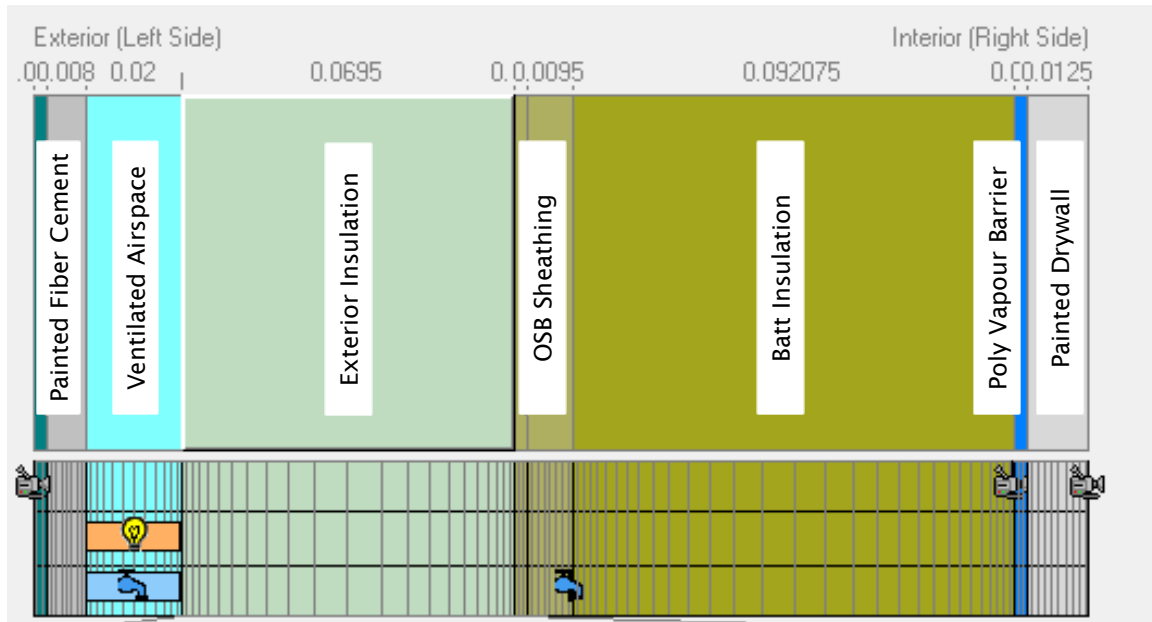 Exterior (Left Side)
Interior (Right Side)
.00.008 0.02 0.0695 0.0.0095 0.092075 0.0.00.0125
Painted Fiber Cement
Ventilated Airspace
Exterior Insulation
OSB Sheathing
Batt Insulation
Poly Vapour Barrier
Painted Drywall